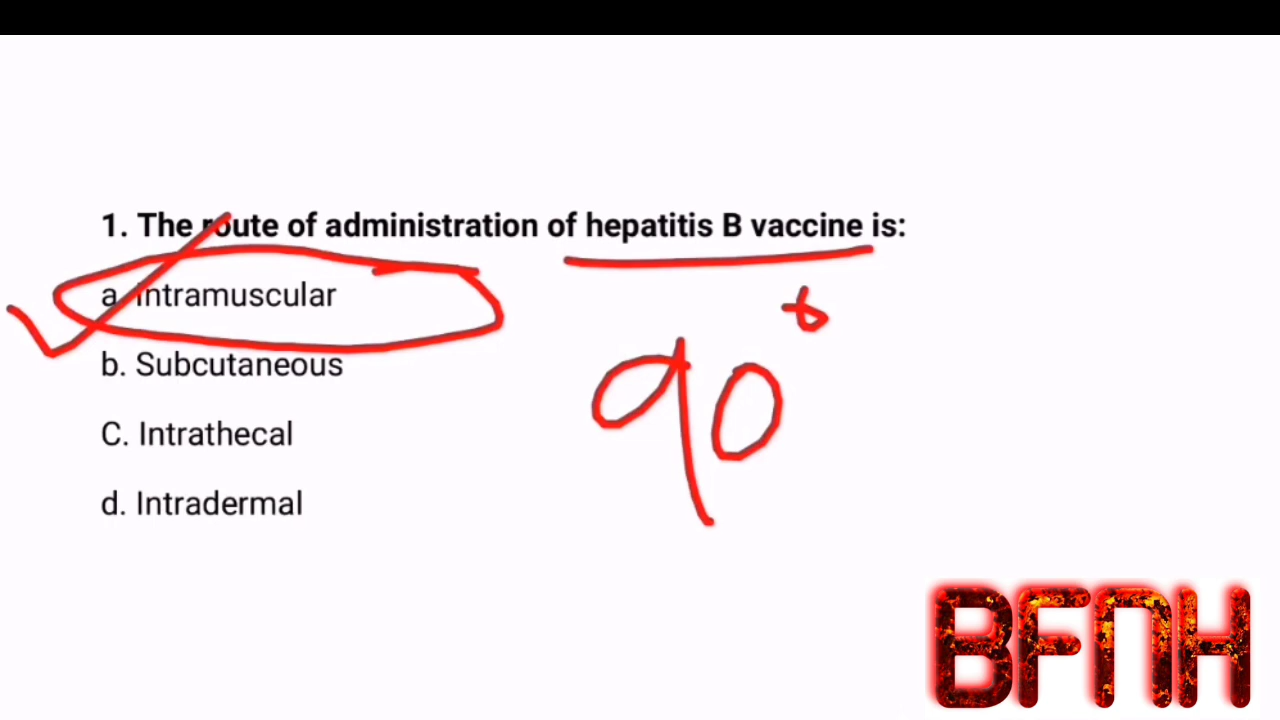 1. The route of administration of hepatitis B vaccine is:
a. Intramuscular
b. Subcutaneous
C. Intrathecal
d. Intradermal
90°
BFNH